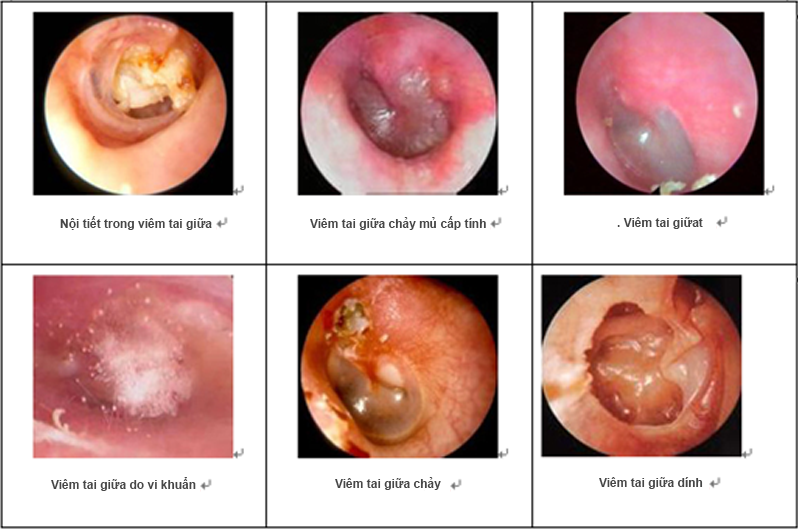 Nội tiết trong viêm tai giữa
Viêm tai giữa chảy mủ cấp tính
. Viêm tai giữat
Viêm tai giữa do vi khuẩn
Viêm tai giữa chảy
Viêm tai giữa dính